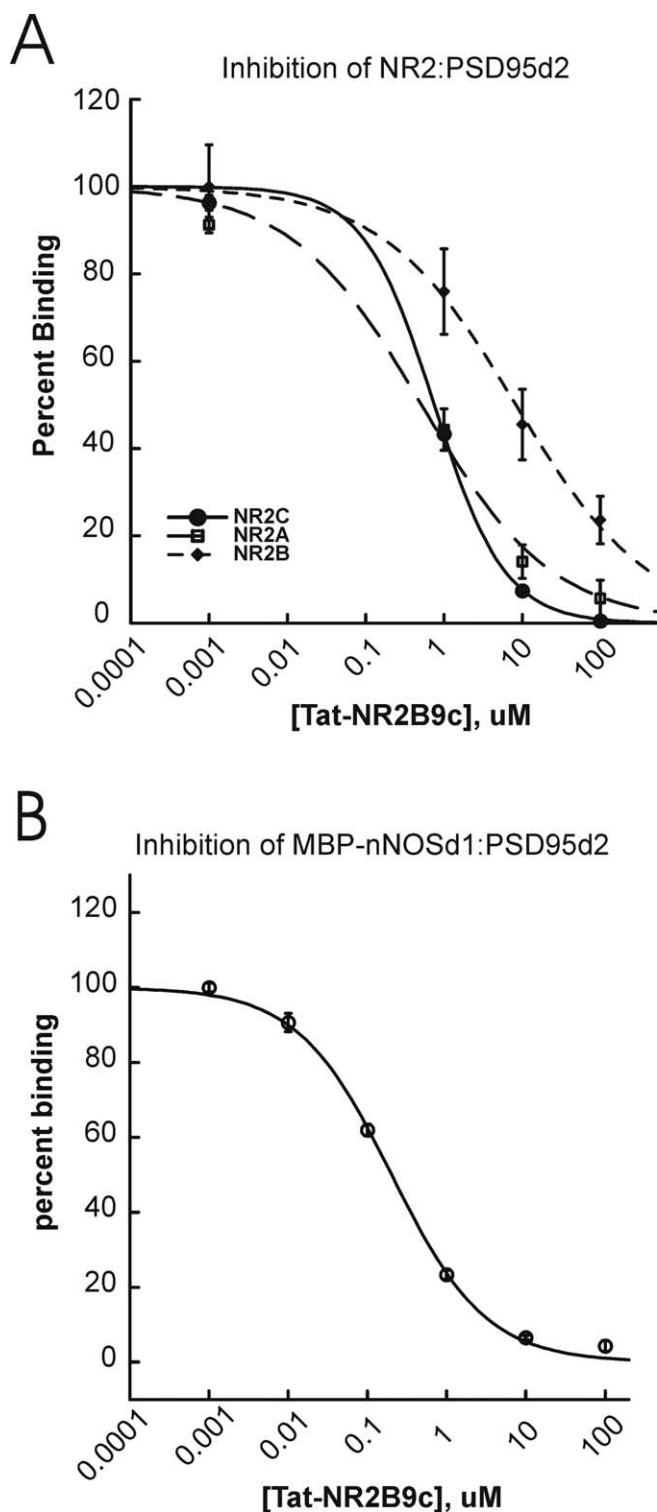 A
Inhibition of NR2:PSD95d2
120
100
80
60
40
20
0
Percent Binding
NR2C
NR2A
NR2B
0.0001
0.001
0.01
0.1
1
10
100
[Tat-NR2B9c], uM
B
Inhibition of MBP-nNOSd1:PSD95d2
120
100
80
60
40
20
0
percent binding
0.0001
0.001
0.01
0.1
1
10
100
[Tat-NR2B9c], uM